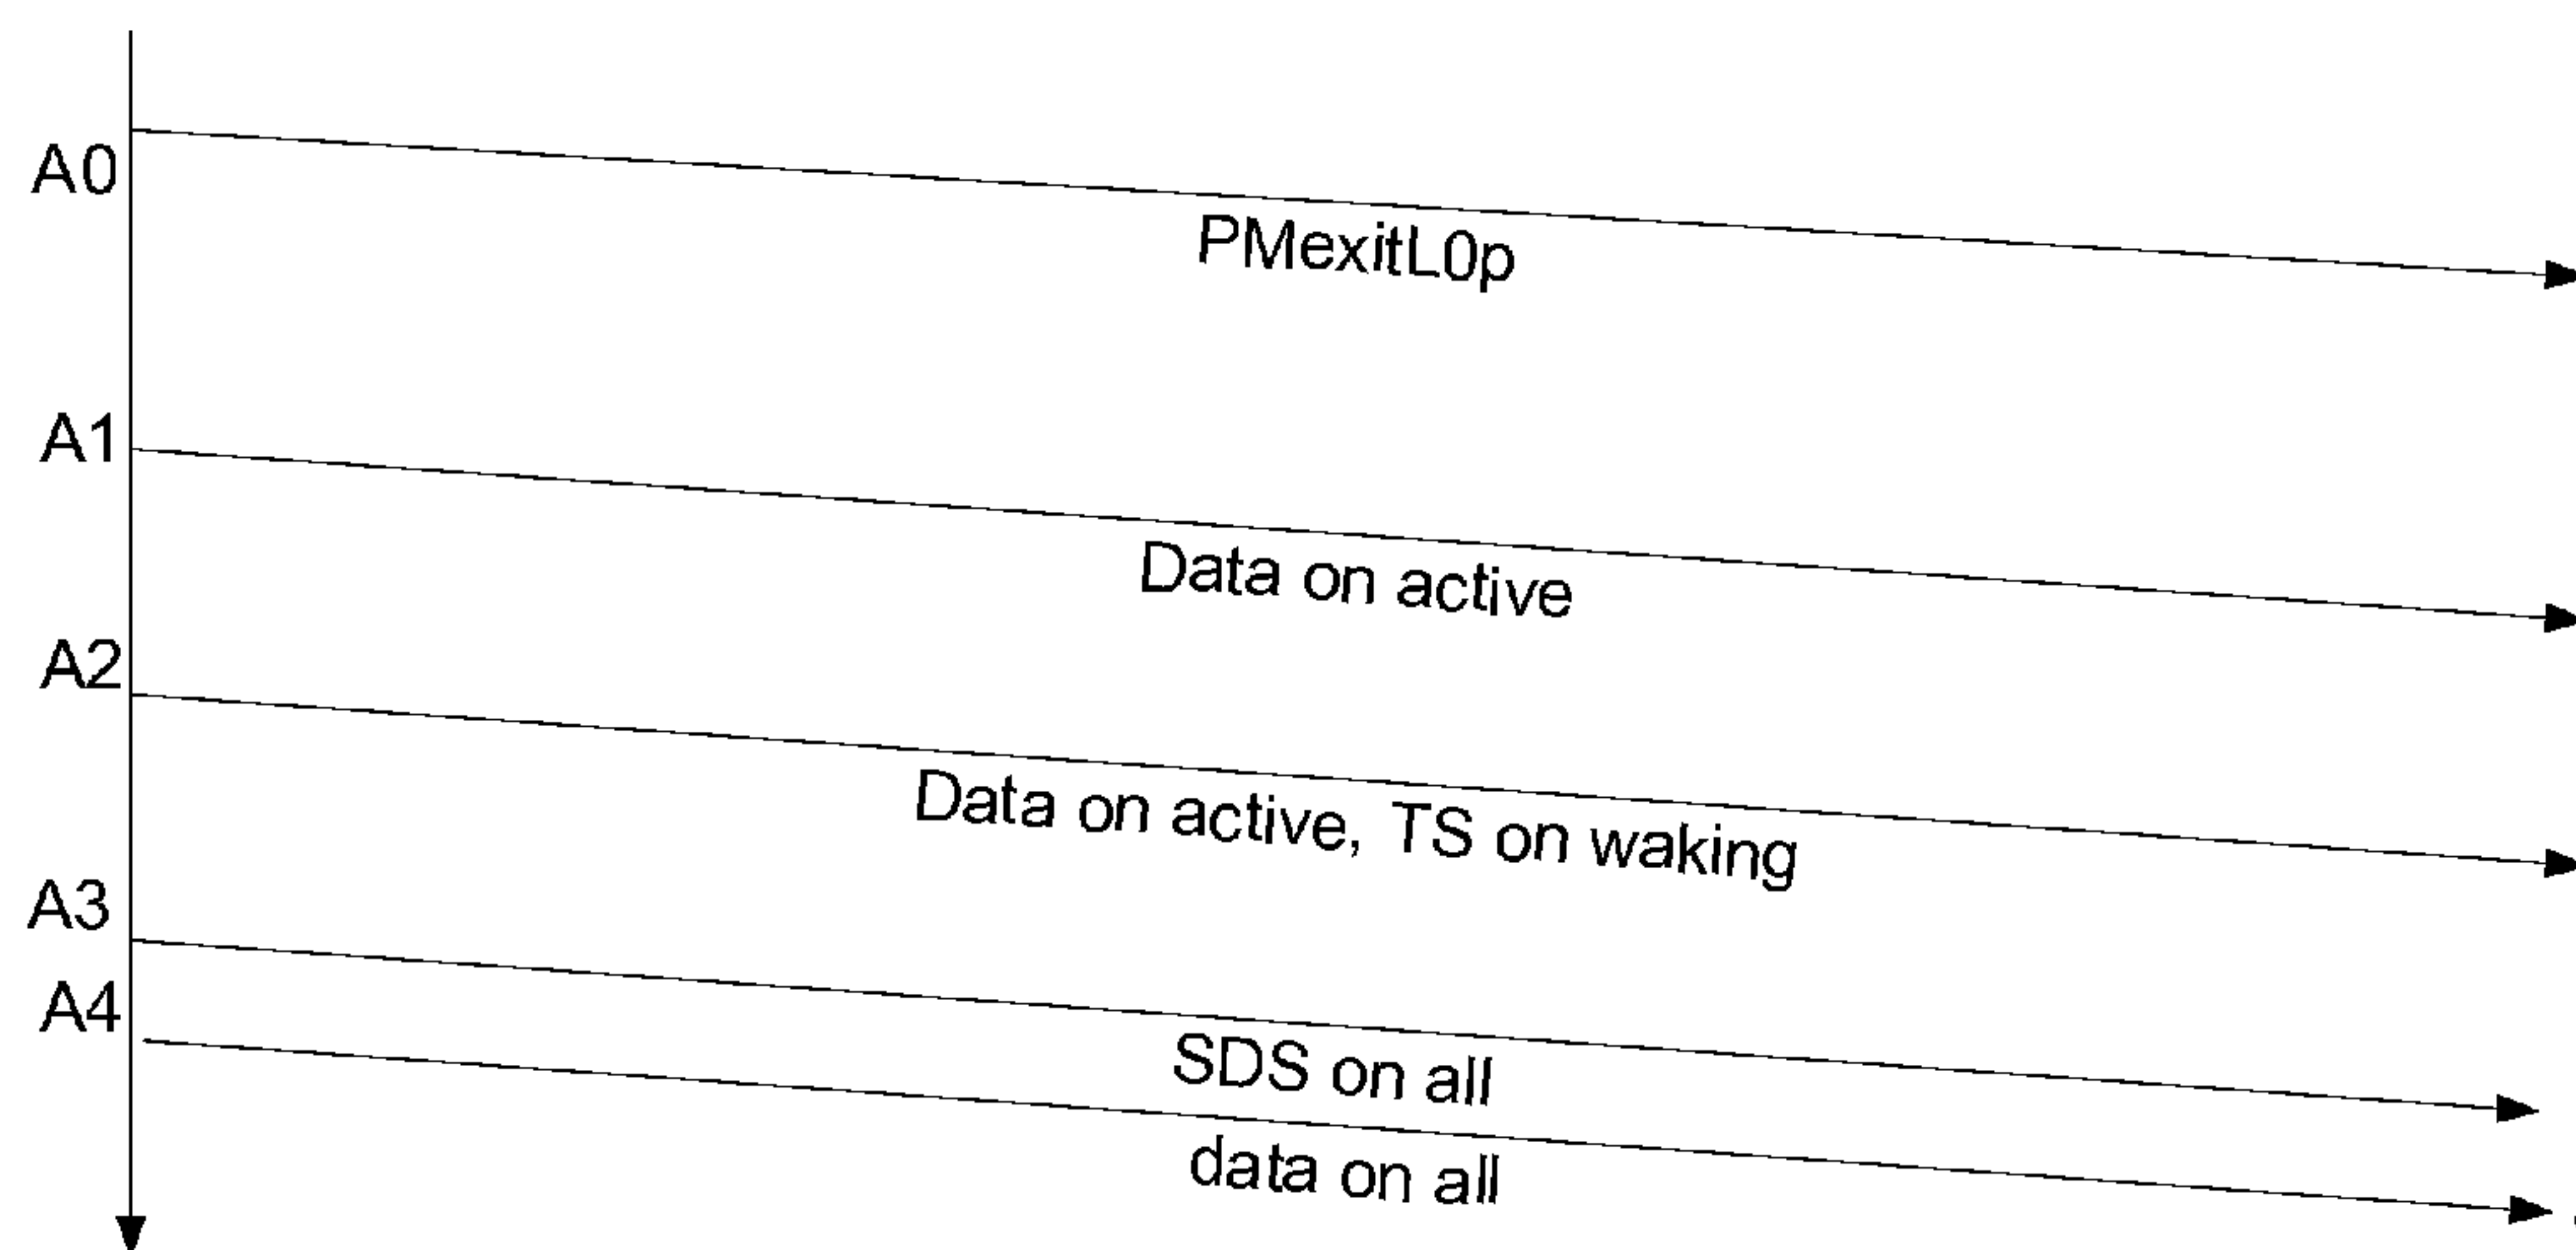 A0
PMexitL0p
A1
Data on active
A2
Data on active, TS on waking
A3
A4
SDS on all
data on all